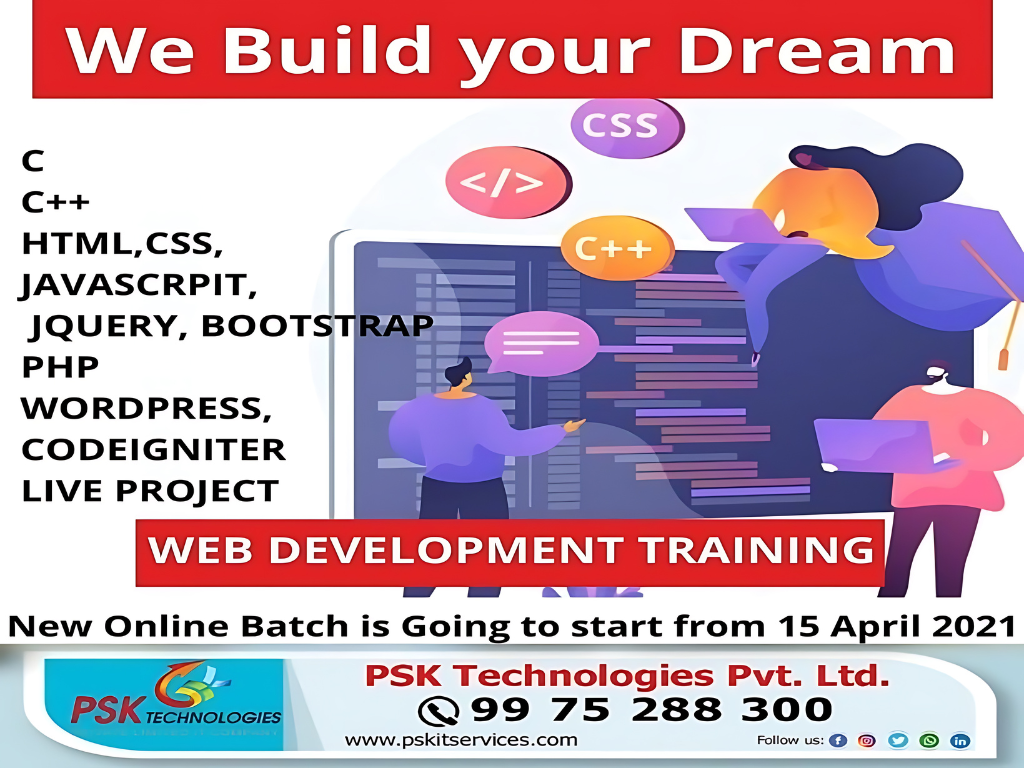 We Build your Dream
CSS
</>
C++
C
C++
HTML,CSS,
JAVASCRPIT,
JQUERY, BOOTSTRAP
PHP
WORDPRESS,
CODEIGNITER
LIVE PROJECT
WEB DEVELOPMENT TRAINING
New Online Batch is Going to start from 15 April 2021
PSK TECHNOLOGIES
PSK Technologies Pvt. Ltd.
99 75 288 300
www.pskitservices.com
Follow us: